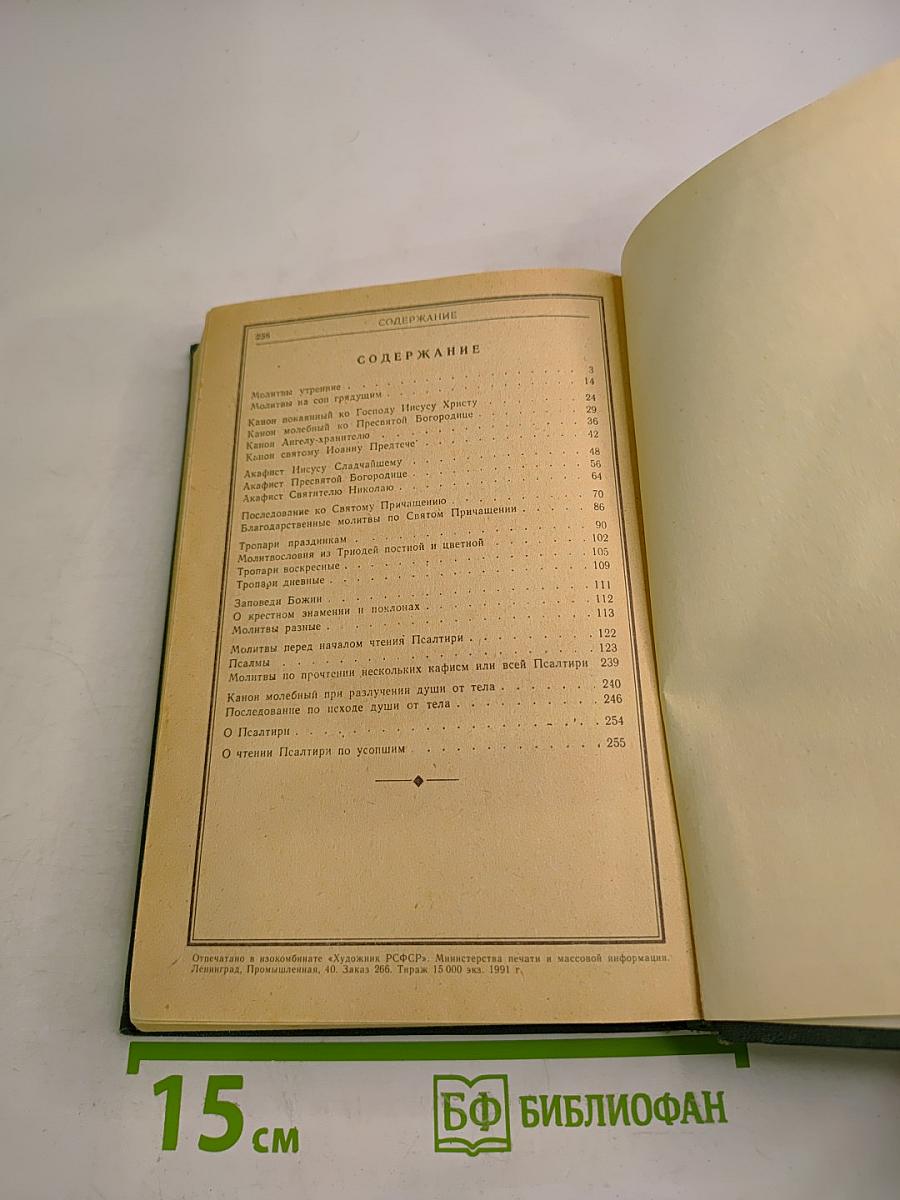 256 СОДЕРЖАНИЕ
СОДЕРЖАНИЕ
Молитвы утренние . . . . . . . . . . . . . . . . 3
Молитвы на сон грядущим . . . . . . . . . . . . . 14
Канон покаянный ко Господу Иисусу Христу . . . . . . 24
Канон молебный ко Пресвятой Богородице . . . . . . . 29
Канон Ангелу-хранителю . . . . . . . . . . . . . 36
Канон святому Иоанну Предтече . . . . . . . . . . 42
Акафист Иисусу Сладчайшему . . . . . . . . . . . 48
Акафист Пресвятой Богородице . . . . . . . . . . 56
Акафист Святителю Николаю . . . . . . . . . . . . 64
Последование ко Святому Причащению . . . . . . . . 70
Благодарственные молитвы по Святом Причащении . . . . 86
Тропари праздникам . . . . . . . . . . . . . . . 90
Молитвословия из Триодей постной и цветной . . . . . 102
Тропари воскресные . . . . . . . . . . . . . . . 105
Тропари дневные . . . . . . . . . . . . . . . . 109
Заповеди Божии . . . . . . . . . . . . . . . . . 111
О крестном знамении и поклонах . . . . . . . . . . 112
Молитвы разные . . . . . . . . . . . . . . . . . 113
Молитвы перед началом чтения Псалтири . . . . . . . 122
Псалмы . . . . . . . . . . . . . . . . . . . . 123
Молитвы по прочтении нескольких кафисм или всей Псалтири 239
Канон молебный при разлучении души от тела . . . . . 240
Последование по исходе души от тела . . . . . . . . 246
О Псалтири . . . . . . . . . . . . . . . . . . 254
О чтении Псалтири по усопшим . . . . . . . . . . . 255
Отпечатано в изокомбинате «Художник РСФСР». Министерства печати и массовой информации.
Ленинград, Промышленная, 40. Заказ 266. Тираж 15 000 экз. 1991 г.
15 см БФ БИБЛИОФАН